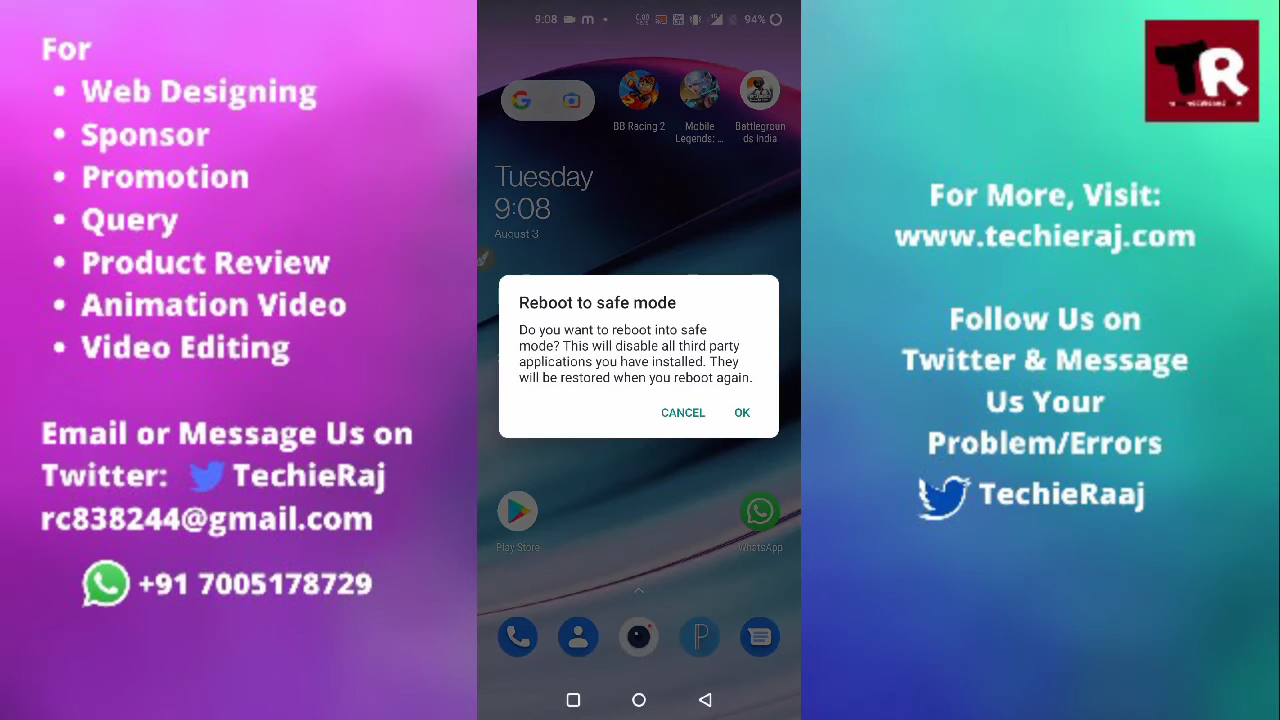 For
• Web Designing
• Sponsor
• Promotion
• Query
• Product Review
• Animation Video
• Video Editing
Email or Message Us on
Twitter: TechieRaj
rc838244@gmail.com
+91 7005178729
9:08
94%
BB Racing 2
Mobile
Legends: ...
Battlegroun
ds India
Tuesday
9:08
August 3
Reboot to safe mode
Do you want to reboot into safe
mode? This will disable all third party
applications you have installed. They
will be restored when you reboot again.
CANCEL OK
Play Store
WhatsApp
TR
For More, Visit:
www.techieraj.com
Follow Us on
Twitter & Message
Us Your
Problem/Errors
TechieRaaj